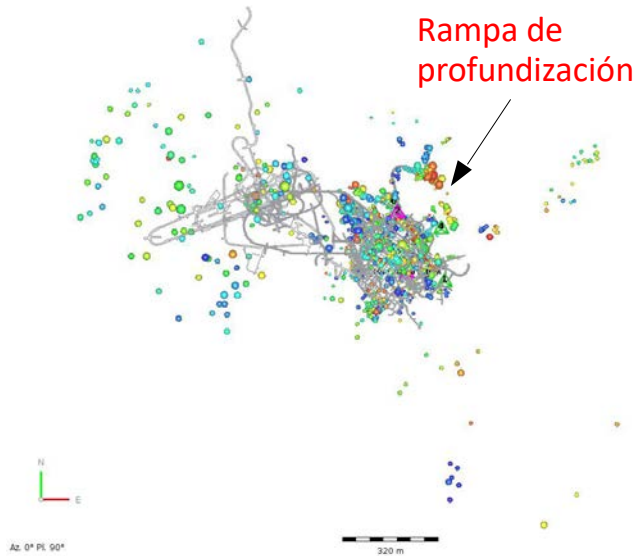 Rampa de
profundización
N
E
Az. 0° Pl. 90°
320 m